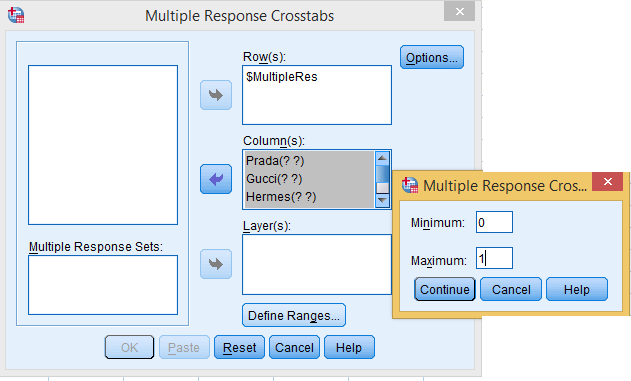 Multiple Response Crosstabs
Row(s):
$MultipleRes
Options...
Column(s):
Prada(? ?)
Gucci(? ?)
Hermes(? ?)
Multiple Response Sets:
Layer(s):
Define Ranges...
OK Paste Reset Cancel Help
Multiple Response Cros...
Minimum: 0
Maximum: 1
Continue Cancel Help